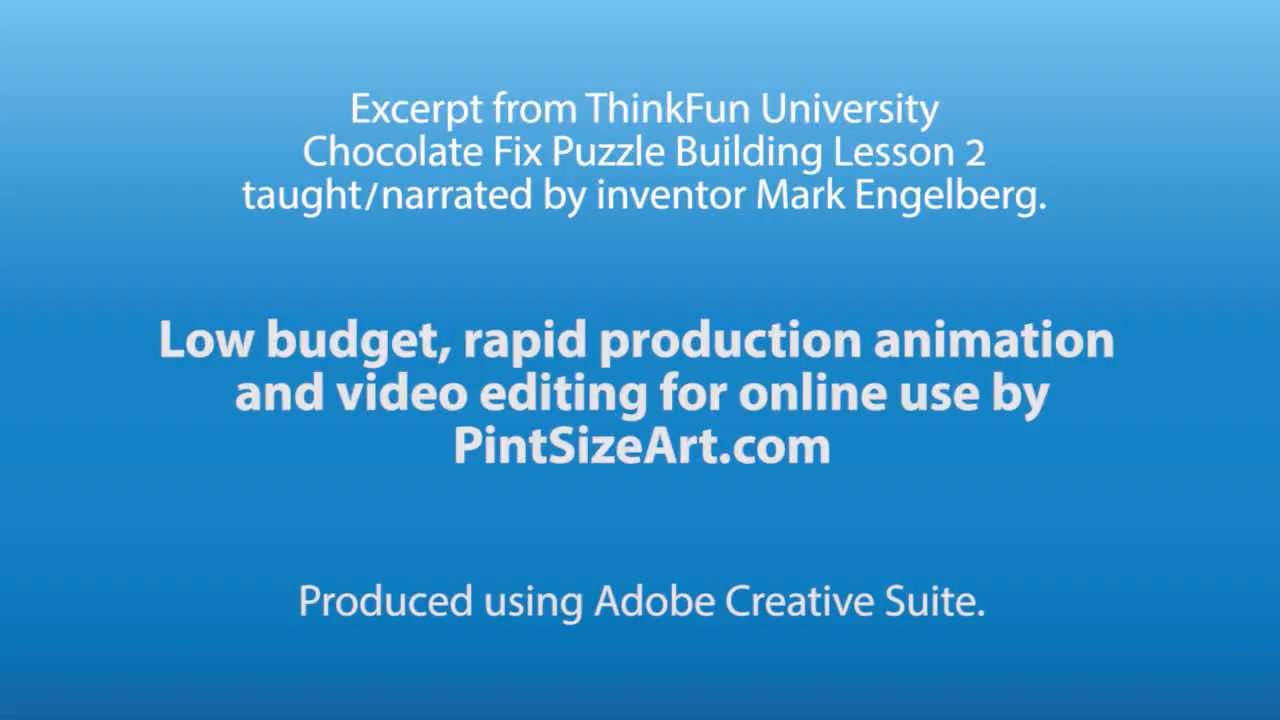 Excerpt from ThinkFun University
Chocolate Fix Puzzle Building Lesson 2
taught/narrated by inventor Mark Engelberg.
Low budget, rapid production animation
and video editing for online use by
PintSizeArt.com
Produced using Adobe Creative Suite.